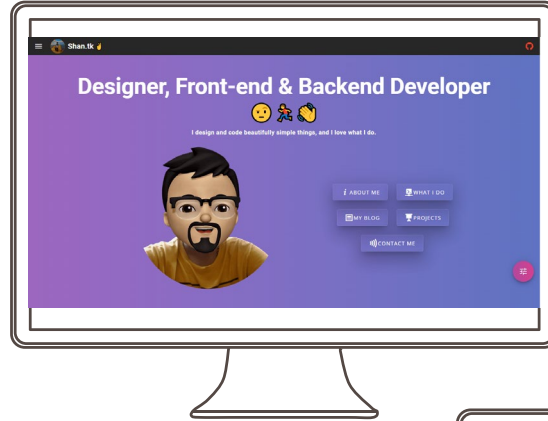 Shan.tk
Designer, Front-end & Backend Developer
I design and code beautifully simple things, and I love what I do.
i ABOUT ME
WHAT I DO
MY BLOG
PROJECTS
CONTACT ME